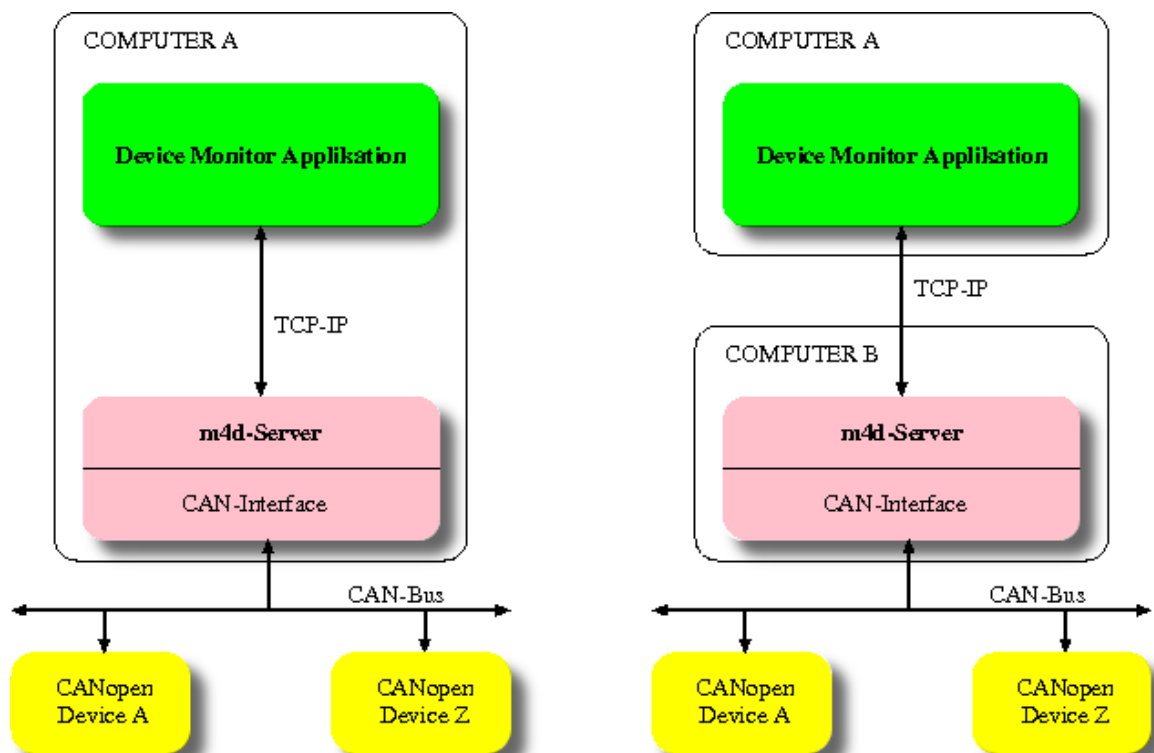 COMPUTER A
Device Monitor Applikation
TCP-IP
m4d-Server
CAN-Interface
CAN-Bus
CANopen
Device A
CANopen
Device Z
COMPUTER A
Device Monitor Applikation
TCP-IP
COMPUTER B
m4d-Server
CAN-Interface
CAN-Bus
CANopen
Device A
CANopen
Device Z